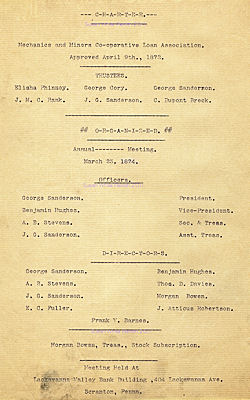 --- C-H-A-R-T-E-R.---
Mechanics and Miners Co-operative Loan Association.
Approved April 9th., 1872.
TRUSTEES.
Elisha Phinney. George Cory. George Sanderson.
J. M. C. Ranck. J. G. Sanderson. C. Dupont Breck.
## O-R-G-A-N-I-Z-E-D. ##
Annual-------- Meeting.
March 23, 1874.
Officers.
George Sanderson. President.
Benjamin Hughes. Vice-President.
A. B. Stevens. Sec. & Treas.
J. G. Sanderson. Asst. Treas.
D-I-R-E-C-T-O-R-S.
George Sanderson. Benjamin Hughes.
A. B. Stevens. Thos. D. Davies.
J. G. Sanderson. Morgan Bowen.
E. C. Fuller. J. Atticus Robertson.
Frank W. Barnes.
Morgan Bowen, Treas., Stock Subscription.
Meeting Held At
Lackawanna Valley Bank Building ,404 Lackawanna Ave.
Scranton, Penna.